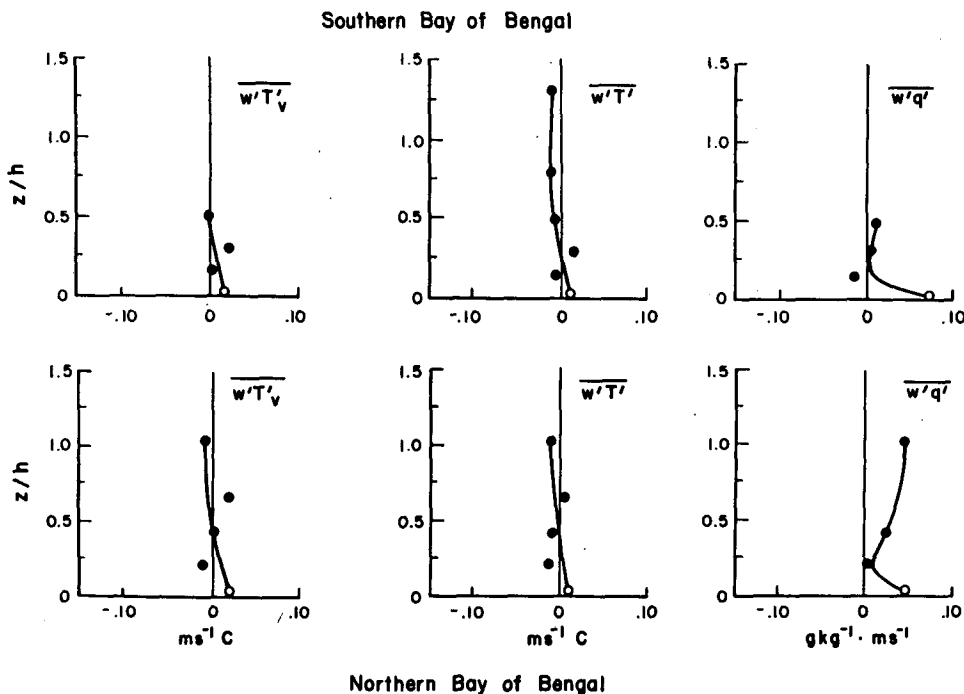 Southern Bay of Bengal
1.5 1.5 1.5
w'T'v w'T' w'q'
1.0 1.0 1.0
z/h
0.5 0.5 0.5
0 0 0
-.10 0 .10 -.10 0 .10 -.10 0 .10
1.5 1.5 1.5
w'T'v w'T' w'q'
1.0 1.0 1.0
z/h
0.5 0.5 0.5
0 0 0
-.10 0 .10 -.10 0 .10 -.10 0 .10
ms⁻¹ C ms⁻¹ C gkg⁻¹ · ms⁻¹
Northern Bay of Bengal